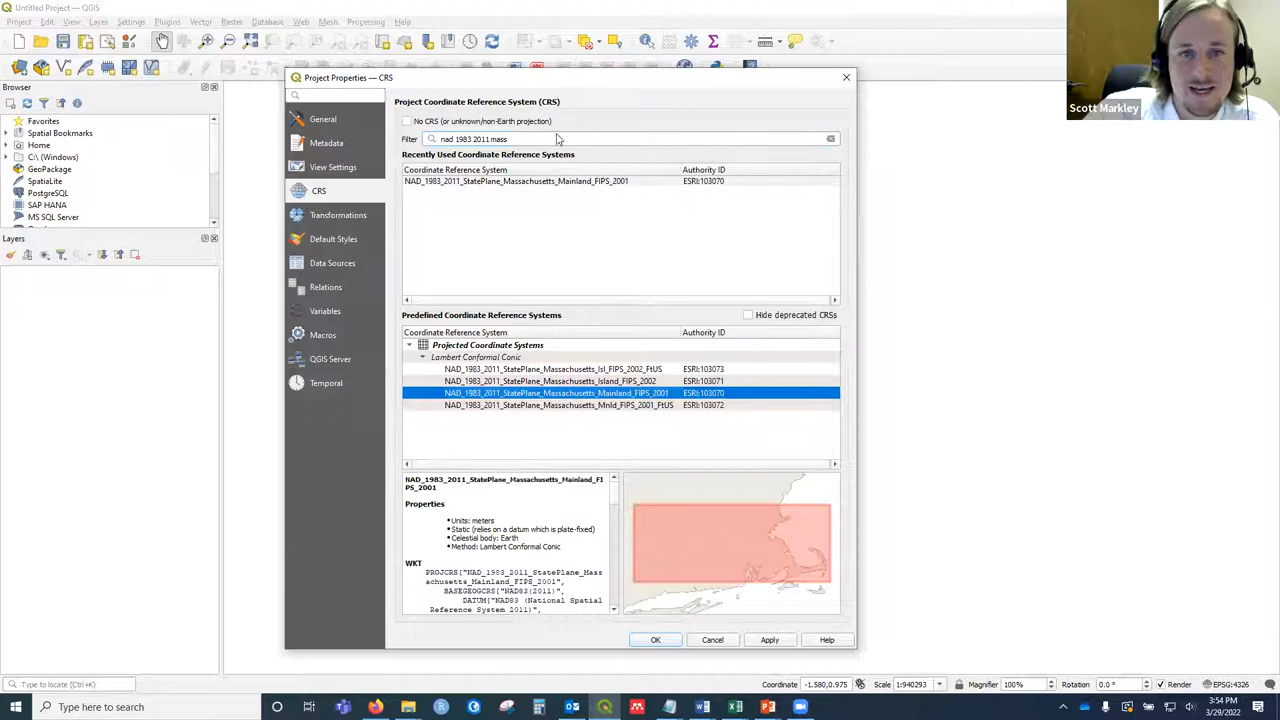 Untitled Project — QGIS
Project Edit View Layer Settings Plugins Vector Raster Database Web Mesh Processing Help
Project Properties — CRS
Browser
Favorites
Spatial Bookmarks
Home
C:\ (Windows)
GeoPackage
SpatiaLite
PostgreSQL
SAP HANA
MS SQL Server
Layers
General
Metadata
View Settings
CRS
Transformations
Default Styles
Data Sources
Relations
Variables
Macros
QGIS Server
Temporal
Project Coordinate Reference System (CRS)
No CRS (or unknown/non-Earth projection)
Filter nad 1983 2011 mass
Recently Used Coordinate Reference Systems
Coordinate Reference System Authority ID
NAD_1983_2011_StatePlane_Massachusetts_Mainland_FIPS_2001 ESRI:103070
Predefined Coordinate Reference Systems Hide deprecated CRSs
Coordinate Reference System Authority ID
Projected Coordinate Systems
Lambert Conformal Conic
NAD_1983_2011_StatePlane_Massachusetts_Isl_FIPS_2002_FtUS ESRI:103073
NAD_1983_2011_StatePlane_Massachusetts_Island_FIPS_2002 ESRI:103071
NAD_1983_2011_StatePlane_Massachusetts_Mainland_FIPS_2001 ESRI:103070
NAD_1983_2011_StatePlane_Massachusetts_Mnld_FIPS_2001_FtUS ESRI:103072
NAD_1983_2011_StatePlane_Massachusetts_Mainland_FI
PS_2001
Properties
• Units: meters
• Static (relies on a datum which is plate-fixed)
• Celestial body: Earth
• Method: Lambert Conformal Conic
WKT
PROJCRS["NAD_1983_2011_StatePlane_Mass
achusetts_Mainland_FIPS_2001",
BASEGEOGCRS["NAD83(2011)",
DATUM["NAD83 (National Spatial
Reference System 2011)",
OK Cancel Apply Help
Scott Markley
Type to locate (Ctrl+K)
Coordinate -1.580,0.975 Scale 1:940293 Magnifier 100% Rotation 0.0 ° Render EPSG:4326
Type here to search
3:54 PM
3/29/2022